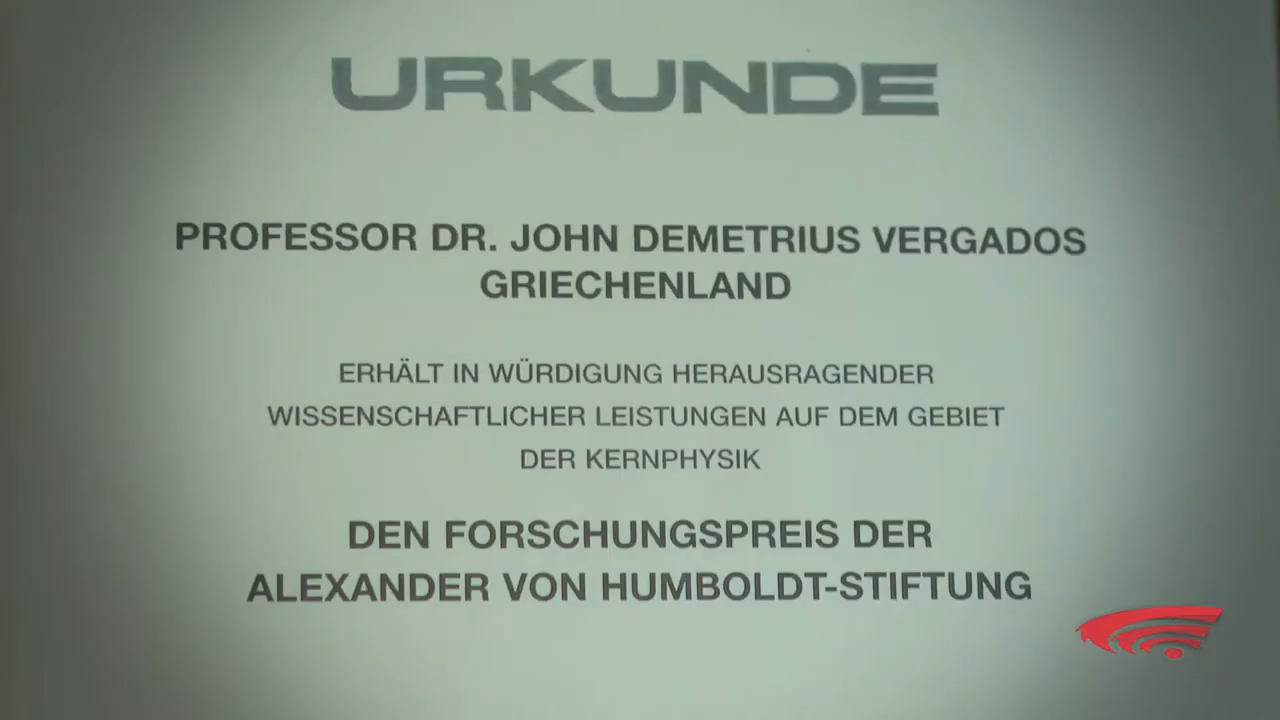 URKUNDE
PROFESSOR DR. JOHN DEMETRIUS VERGADOS
GRIECHENLAND
ERHÄLT IN WÜRDIGUNG HERAUSRAGENDER
WISSENSCHAFTLICHER LEISTUNGEN AUF DEM GEBIET
DER KERNPHYSIK
DEN FORSCHUNGSPREIS DER
ALEXANDER VON HUMBOLDT-STIFTUNG